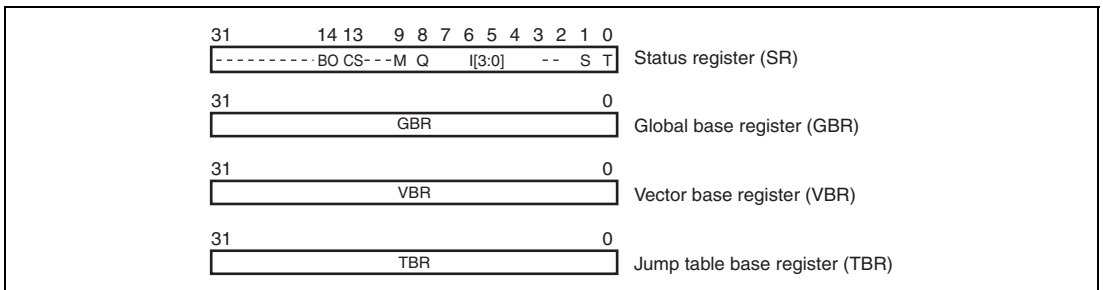 31 14 13 9 8 7 6 5 4 3 2 1 0
---------- BO CS---M Q I[3:0] -- S T Status register (SR)
31 0
GBR Global base register (GBR)
31 0
VBR Vector base register (VBR)
31 0
TBR Jump table base register (TBR)